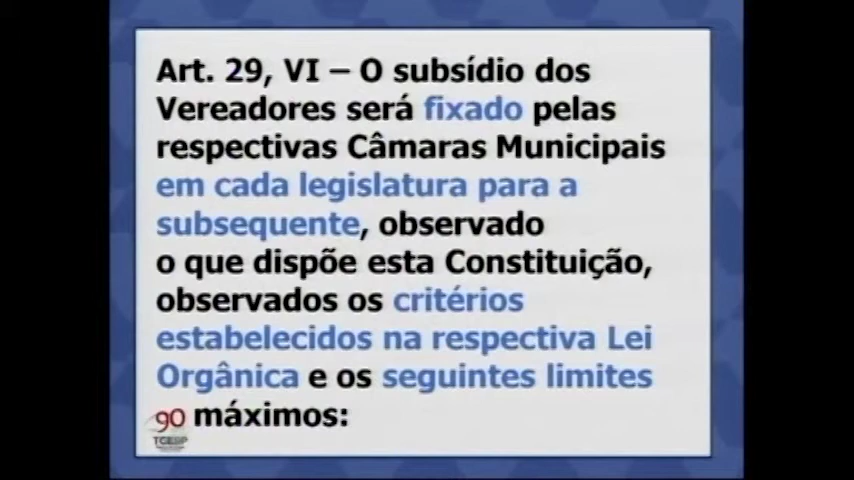 Art. 29, VI – O subsídio dos
Vereadores será fixado pelas
respectivas Câmaras Municipais
em cada legislatura para a
subsequente, observado
o que dispõe esta Constituição,
observados os critérios
estabelecidos na respectiva Lei
Orgânica e os seguintes limites
máximos:
90
TCESP